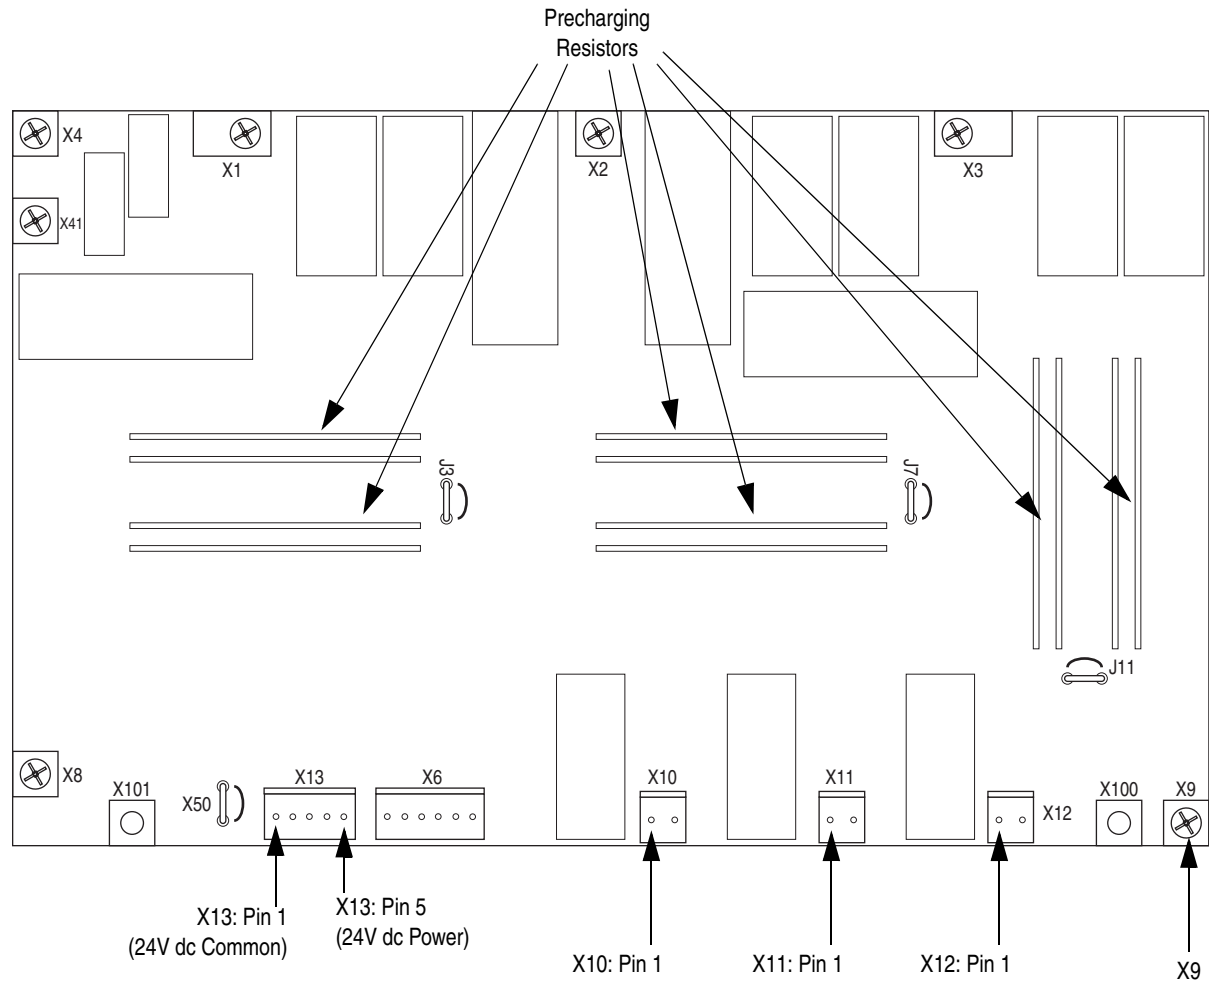 Precharging
Resistors
X4
X1
X2
X3
X41
J3
J7
J11
X8
X101
X50
X13
X6
X10
X11
X12
X100
X9
X13: Pin 1
(24V dc Common)
X13: Pin 5
(24V dc Power)
X10: Pin 1
X11: Pin 1
X12: Pin 1
X9